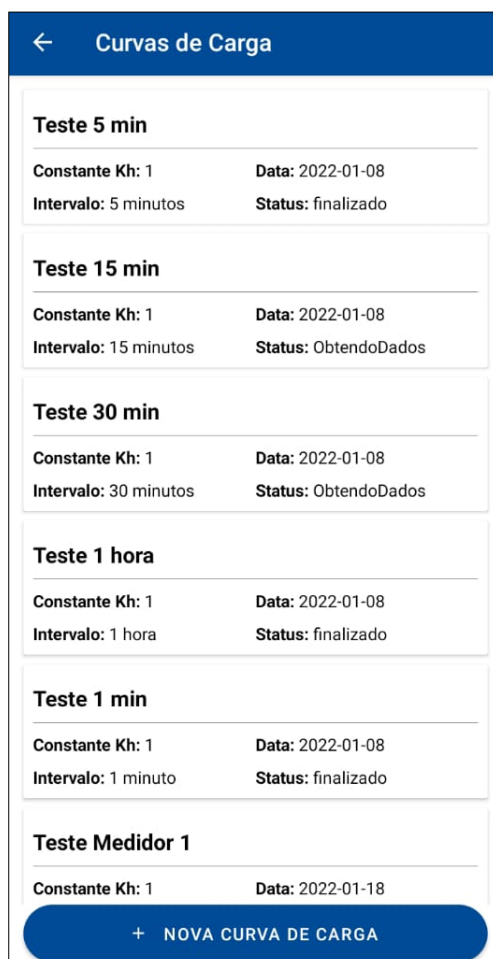 Curvas de Carga
Teste 5 min
Constante Kh: 1 Data: 2022-01-08
Intervalo: 5 minutos Status: finalizado
Teste 15 min
Constante Kh: 1 Data: 2022-01-08
Intervalo: 15 minutos Status: ObtendoDados
Teste 30 min
Constante Kh: 1 Data: 2022-01-08
Intervalo: 30 minutos Status: ObtendoDados
Teste 1 hora
Constante Kh: 1 Data: 2022-01-08
Intervalo: 1 hora Status: finalizado
Teste 1 min
Constante Kh: 1 Data: 2022-01-08
Intervalo: 1 minuto Status: finalizado
Teste Medidor 1
Constante Kh: 1 Data: 2022-01-18
+ NOVA CURVA DE CARGA